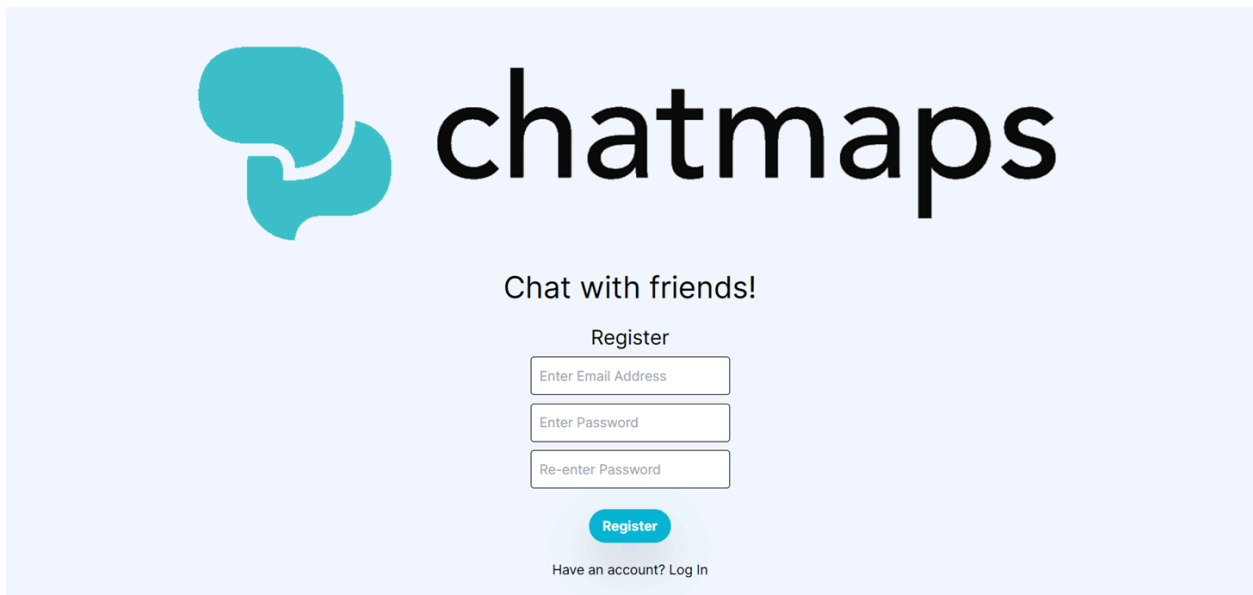 chatmaps
Chat with friends!
Register
Enter Email Address
Enter Password
Re-enter Password
Register
Have an account? Log In